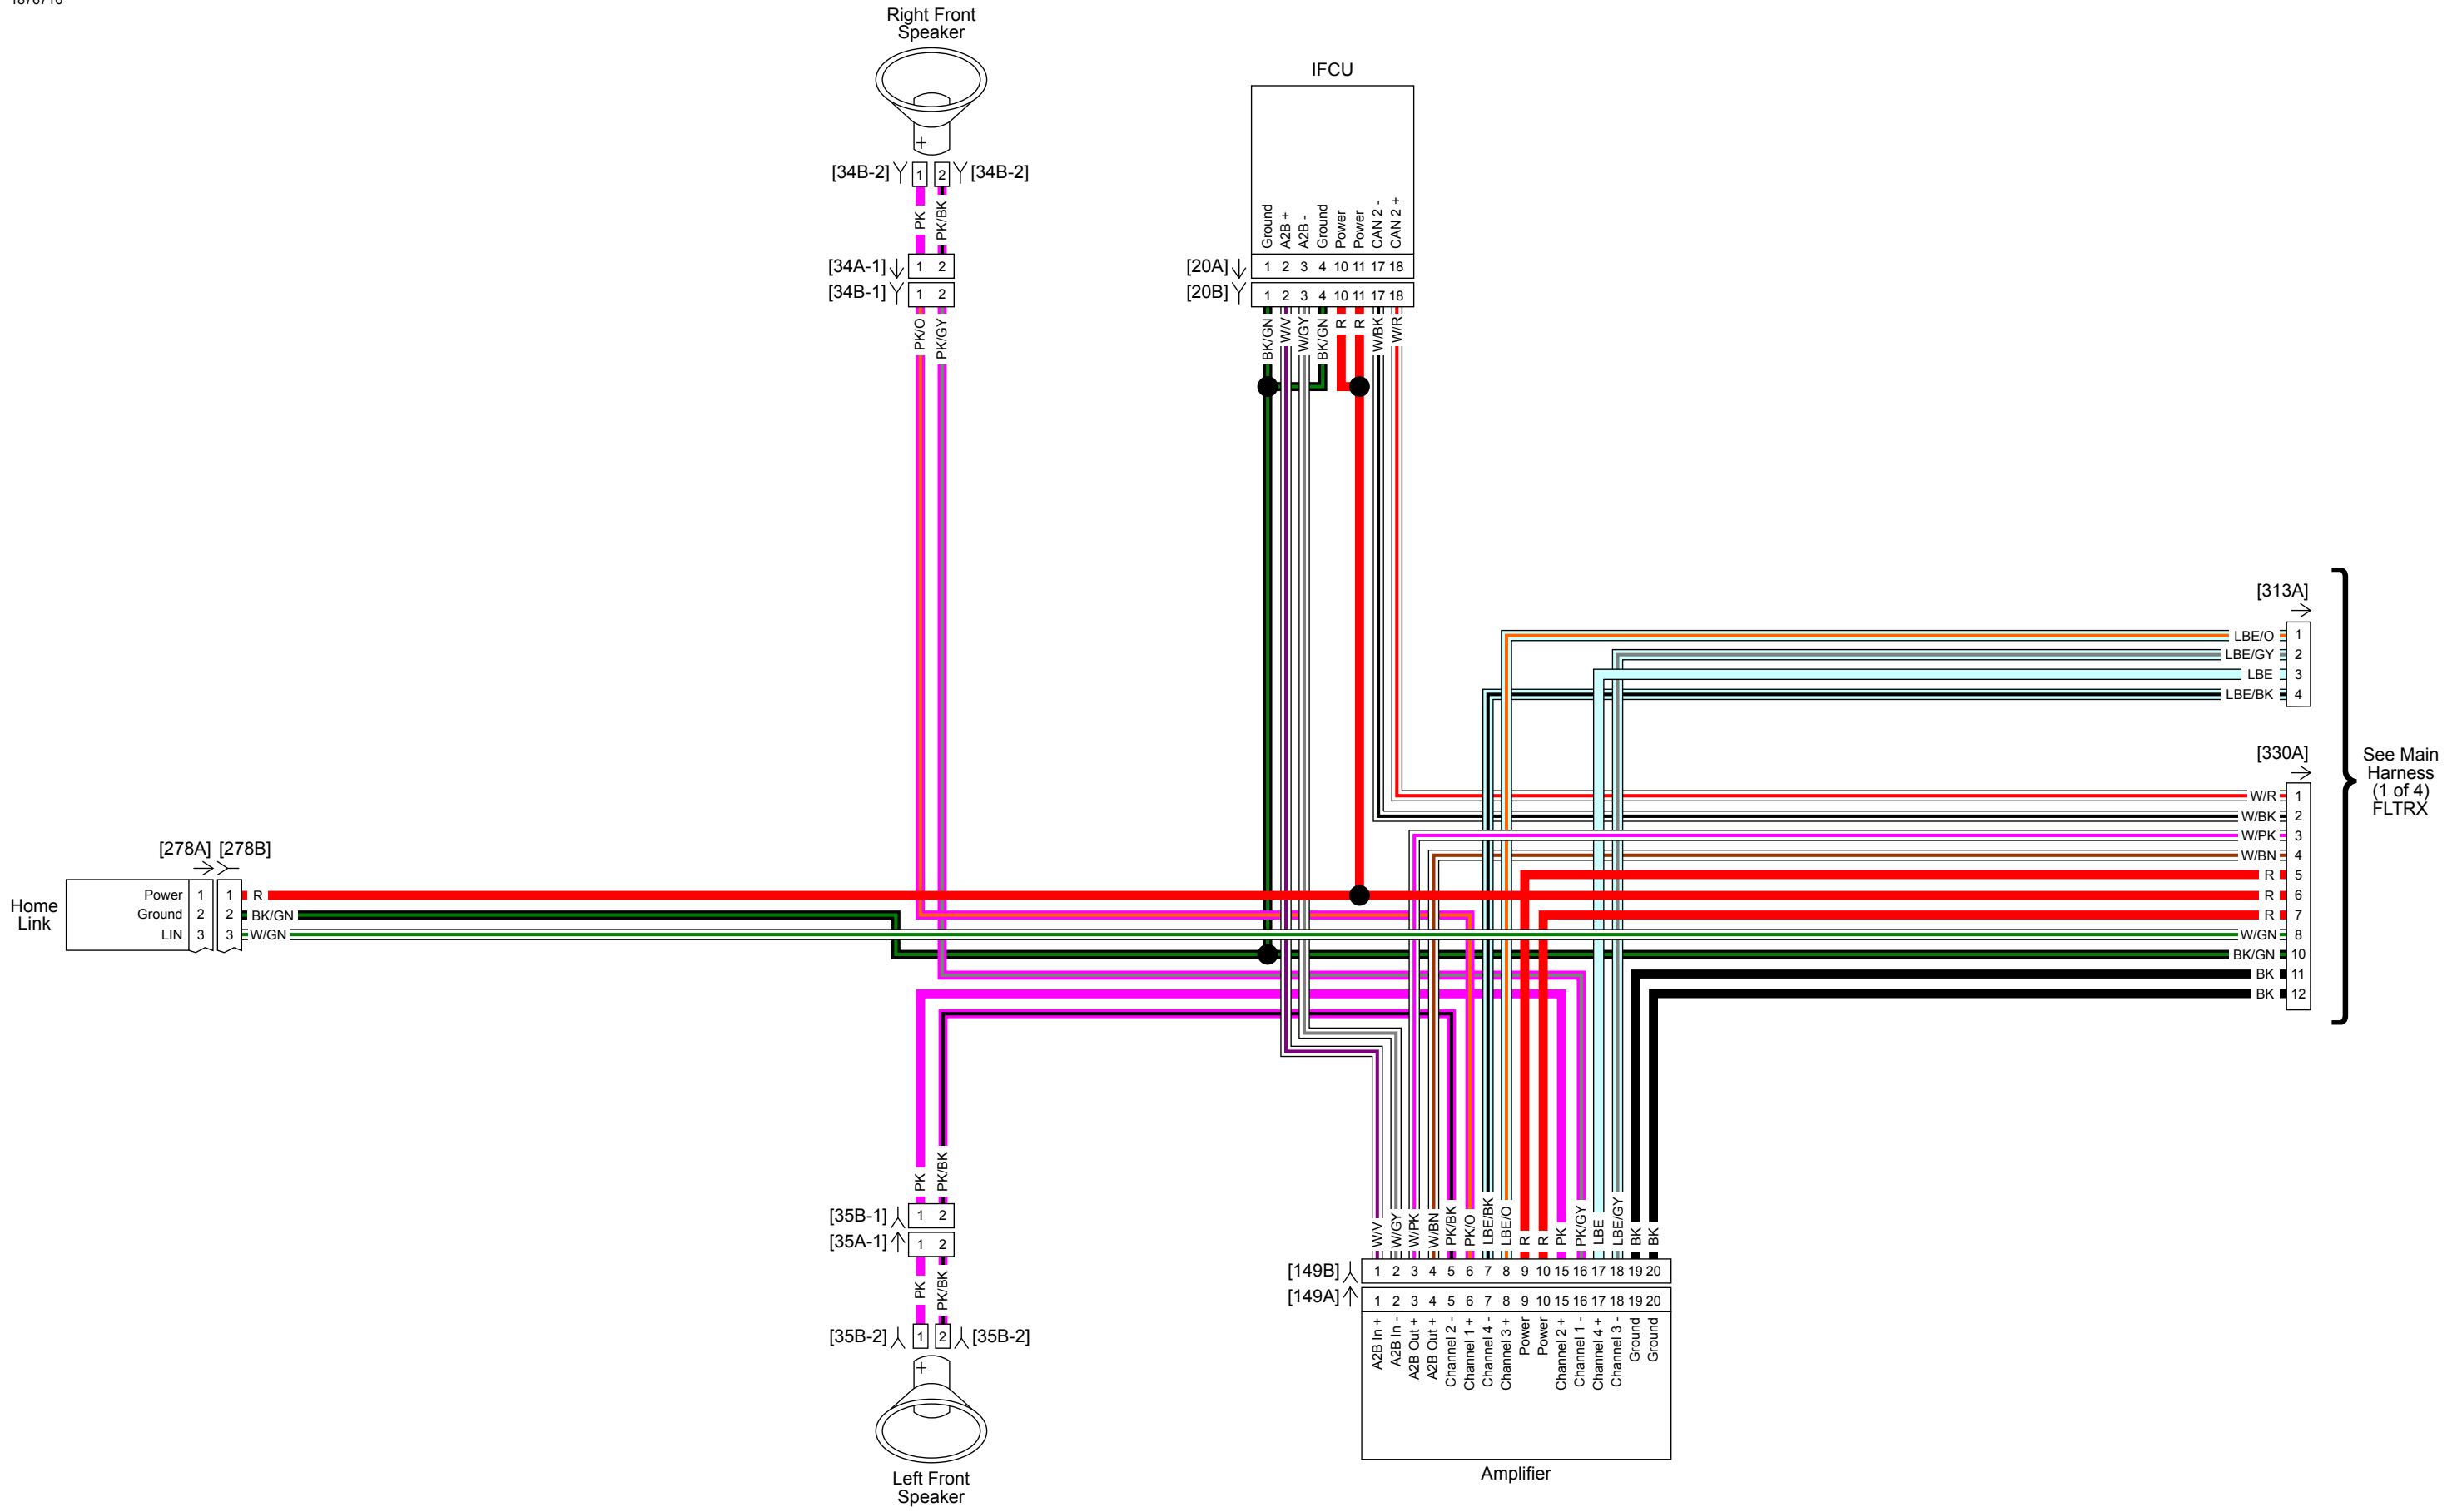 Right Front
Speaker
IFCU
[34B-2] 1 2 [34B-2]
PK
PK/BK
[34A-1] 1 2
[34B-1] 1 2
PK/O
PK/GY
Ground
A2B +
A2B -
Ground
Power
Power
CAN 2 -
CAN 2 +
[20A] 1 2 3 4 10 11 17 18
[20B] 1 2 3 4 10 11 17 18
BK/GN
W/V
W/GY
BK/GN
R
R
W/BK
W/R
[313A]
LBE/O 1
LBE/GY 2
LBE 3
LBE/BK 4
[330A]
W/R 1
W/BK 2
W/PK 3
W/BN 4
R 5
R 6
R 7
W/GN 8
BK/GN 10
BK 11
BK 12
See Main
Harness
(1 of 4)
FLTRX
[278A] [278B]
Home
Link
Power 1 1 R
Ground 2 2 BK/GN
LIN 3 3 W/GN
PK
PK/BK
[35B-1] 1 2
[35A-1] 1 2
PK
PK/BK
[35B-2] 1 2 [35B-2]
Left Front
Speaker
W/V
W/GY
W/PK
W/BN
PK/BK
PK/O
LBE/BK
LBE/O
R
R
PK
PK/GY
LBE
LBE/GY
BK
BK
[149B] 1 2 3 4 5 6 7 8 9 10 15 16 17 18 19 20
[149A] 1 2 3 4 5 6 7 8 9 10 15 16 17 18 19 20
A2B In +
A2B In -
A2B Out +
A2B Out +
Channel 2 -
Channel 1 +
Channel 4 -
Channel 3 +
Power
Power
Channel 2 +
Channel 1 -
Channel 4 +
Channel 3 -
Ground
Ground
Amplifier